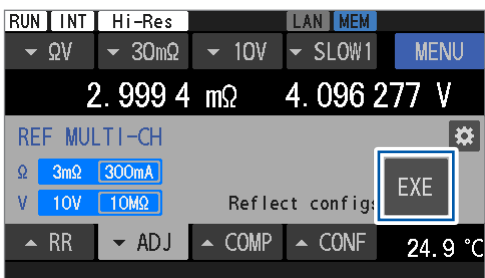 RUN INT Hi-Res LAN MEM
ΩV 30mΩ 10V SLOW1 MENU
2.999 4 mΩ 4.096 277 V
REF MULTI-CH
Ω 3mΩ 300mA
V 10V 10MΩ Reflect configs EXE
RR ADJ COMP CONF 24.9 °C